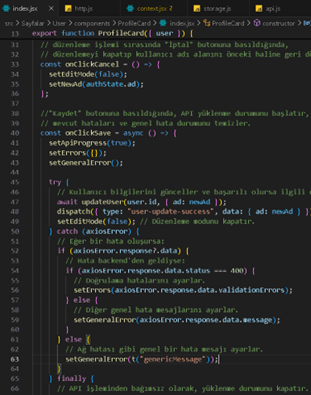 index.jsx × http.js context.jsx 2 storage.js api.js
src > Sayfalar > User > components > ProfileCard > index.jsx > ProfileCard > constructor
13 export function ProfileCard({ user }) {
31 // düzenleme işlemi sırasında "İptal" butonuna basıldığında,
32 // düzenlemeyi kapatıp kullanıcı adı alanını önceki haline geri d
33 const onClickCancel = () => {
34 setEditMode(false);
35 setNewAd(authState.ad);
36 };
37
38 //"Kaydet" butonuna basıldığında, API yükleme durumunu başlatır,
39 // mevcut hataları ve genel hata durumunu temizler.
40 const onClickSave = async () => {
41 setApiProgress(true);
42 setErrors({});
43 setGeneralError();
44
45 try {
46 // Kullanıcı bilgilerini günceller ve başarılı olursa ilgili
47 await updateUser(user.id, { ad: newAd });
48 dispatch({ type: "user-update-success", data: { ad: newAd } })
49 setEditMode(false); // Düzenleme modunu kapatır.
50 } catch (axiosError) {
51 // Eğer bir hata oluşursa:
52 if (axiosError.response?.data) {
53 // Hata backend'den geldiyse:
54 if (axiosError.response.data.status === 400) {
55 // Doğrulama hatalarını ayarlar.
56 setErrors(axiosError.response.data.validationErrors);
57 } else {
58 // Diğer genel hata mesajlarını ayarlar.
59 setGeneralError(axiosError.response.data.message);
60 }
61 } else {
62 // Ağ hatası gibi genel bir hata mesajı ayarlar.
63 setGeneralError(t("genericMessage"));
64 }
65 } finally {
66 // API işleminden bağımsız olarak, yüklenme durumunu kapatır.